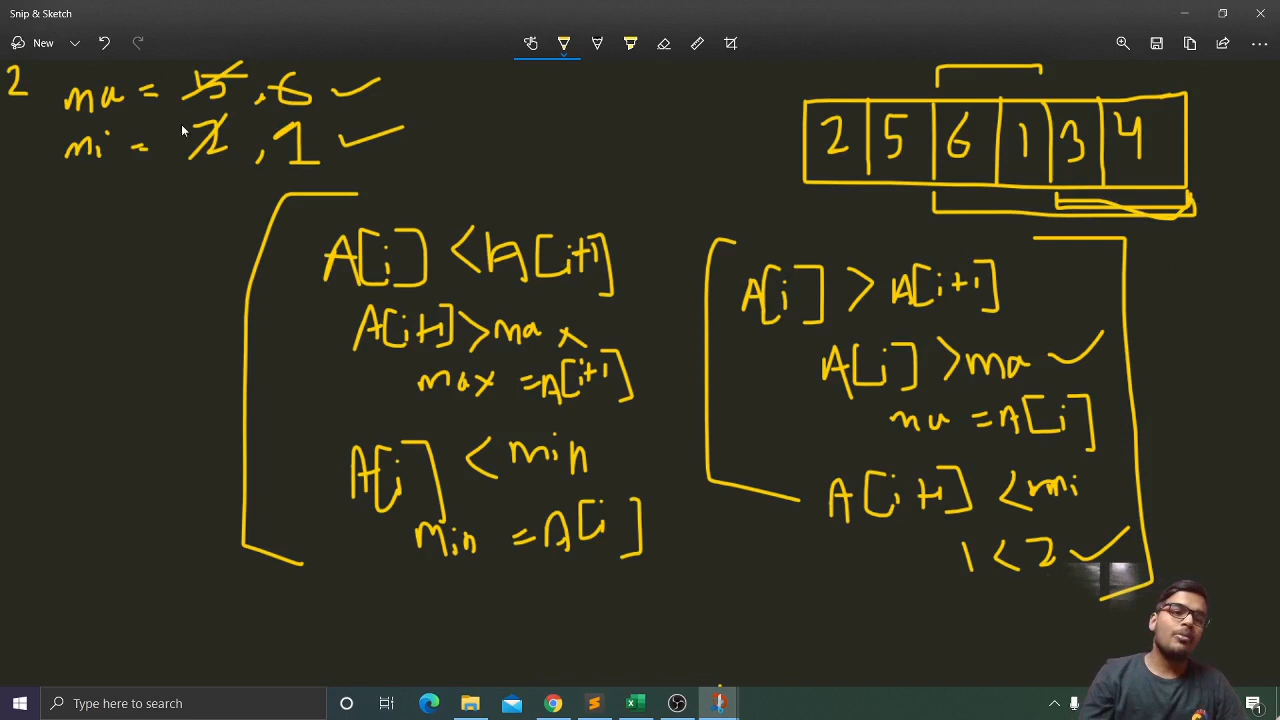 Snip & Sketch
New
2
ma = 5, 6
mi = 2, 1
2 5 6 1 3 4
A[i] < A[i+1]
A[i+1] > max
max = A[i+1]
A[i] < min
min = A[i]
A[i] > A[i+1]
A[i] > ma
ma = A[i]
A[i+1] < mi
1 < 2
Type here to search